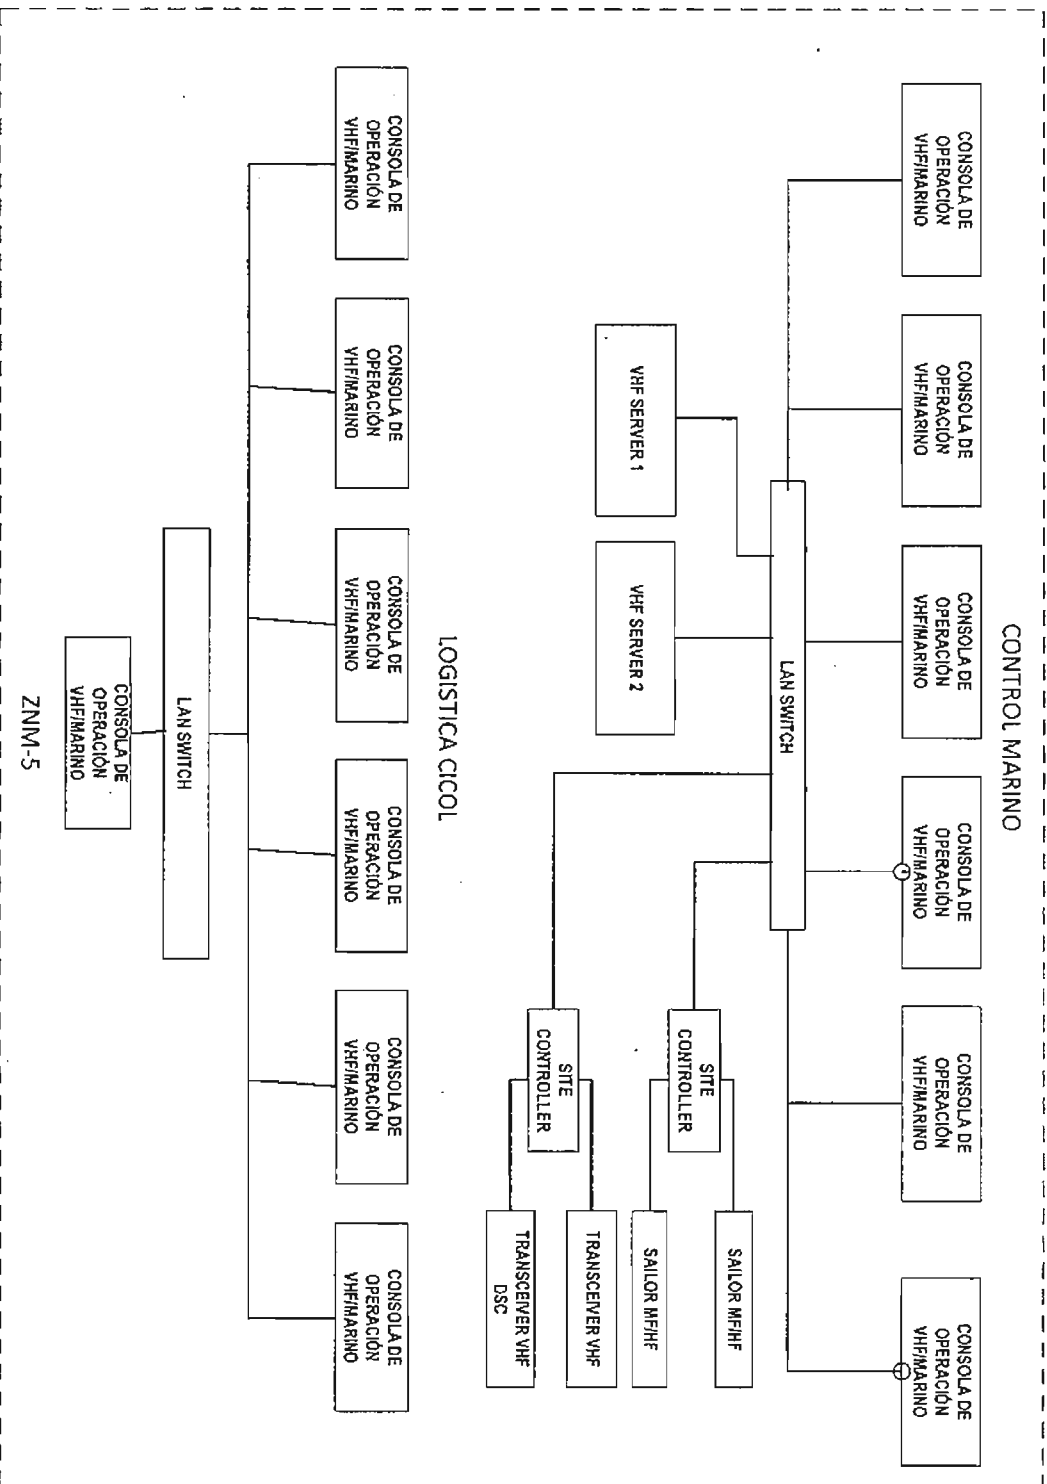 CONTROL MARINO
CONSOLA DE
OPERACIÓN
VHF/MARINO
CONSOLA DE
OPERACIÓN
VHF/MARINO
CONSOLA DE
OPERACIÓN
VHF/MARINO
CONSOLA DE
OPERACIÓN
VHF/MARINO
CONSOLA DE
OPERACIÓN
VHF/MARINO
CONSOLA DE
OPERACIÓN
VHF/MARINO
LAN SWITCH
VHF SERVER 1
VHF SERVER 2
SITE
CONTROLLER
SAILOR MF/HF
SAILOR MF/HF
SITE
CONTROLLER
TRANSCEIVER VHF
TRANSCEIVER VHF
DSC
LOGISTICA CICOL
CONSOLA DE
OPERACIÓN
VHF/MARINO
CONSOLA DE
OPERACIÓN
VHF/MARINO
CONSOLA DE
OPERACIÓN
VHF/MARINO
CONSOLA DE
OPERACIÓN
VHF/MARINO
CONSOLA DE
OPERACIÓN
VHF/MARINO
CONSOLA DE
OPERACIÓN
VHF/MARINO
LAN SWITCH
CONSOLA DE
OPERACIÓN
VHF/MARINO
ZNM-5